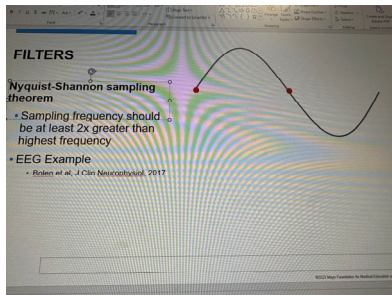 FILTERS
Nyquist-Shannon sampling
theorem
• Sampling frequency should
be at least 2x greater than
highest frequency
• EEG Example
• Bolen et al, J Clin Neurophysiol, 2017